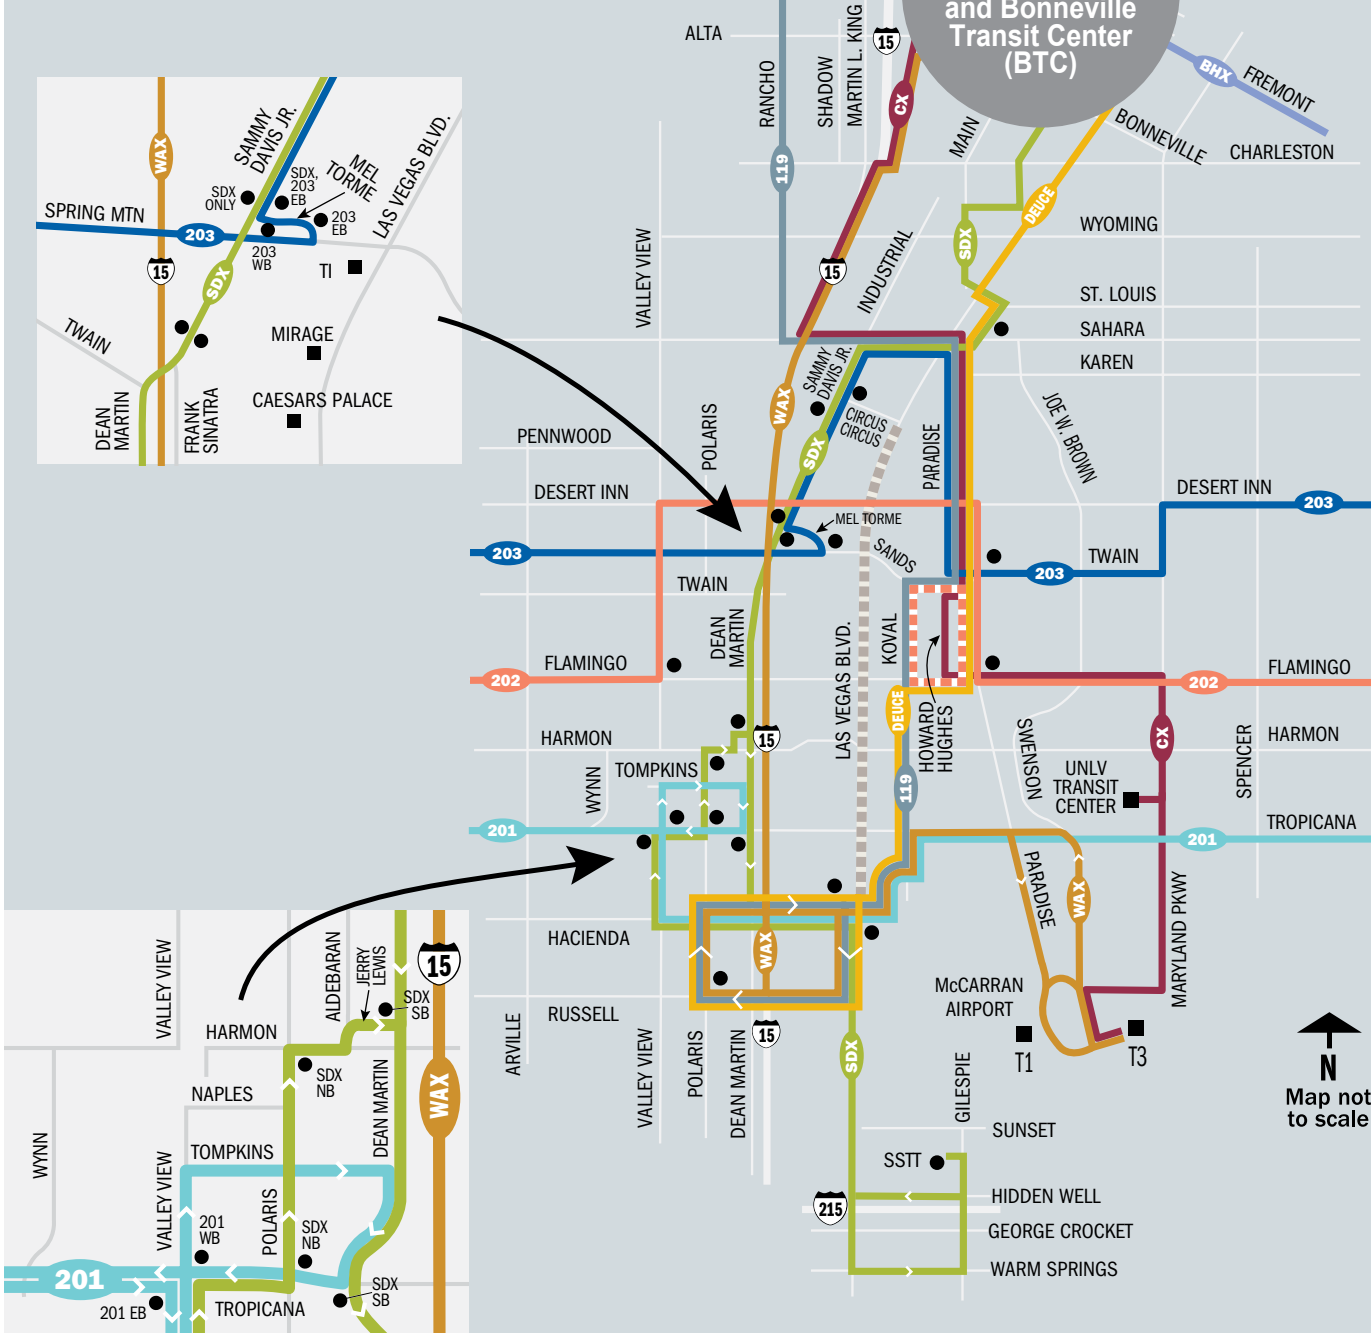 and Bonneville
Transit Center
(BTC)
ALTA
RANCHO
SHADOW
MARTIN L. KING
15
CX
BHX
FREMONT
MAIN
BONNEVILLE
CHARLESTON
119
DEUCE
WYOMING
SDX
VALLEY VIEW
15
INDUSTRIAL
ST. LOUIS
SAHARA
KAREN
SAMMY
DAVIS JR.
WAX
POLARIS
CIRCUS
CIRCUS
PARADISE
JOE W. BROWN
PENNWOOD
SDX
DESERT INN
DESERT INN
203
MEL TORME
203
SANDS
TWAIN
203
TWAIN
DEAN
MARTIN
LAS VEGAS BLVD.
KOVAL
FLAMINGO
202
FLAMINGO
202
DEUCE
HOWARD
HUGHES
SWENSON
CX
SPENCER
HARMON
15
HARMON
WYNN
TOMPKINS
119
UNLV
TRANSIT
CENTER
201
TROPICANA
201
PARADISE
WAX
MARYLAND PKWY
HACIENDA
WAX
McCARRAN
AIRPORT
RUSSELL
ARVILLE
VALLEY VIEW
POLARIS
DEAN MARTIN
15
SDX
T1
T3
GILESPIE
N
Map not
to scale
SUNSET
SSTT
HIDDEN WELL
215
GEORGE CROCKET
WARM SPRINGS
WAX
SAMMY
DAVIS JR.
MEL
TORME
LAS VEGAS BLVD.
SDX
ONLY
SDX,
203
EB
SPRING MTN
203
203
EB
203
WB
15
SDX
TI
TWAIN
MIRAGE
CAESARS PALACE
DEAN
MARTIN
FRANK
SINATRA
VALLEY VIEW
ALDEBARAN
JERRY
LEWIS
15
SDX
SB
HARMON
SDX
NB
NAPLES
DEAN MARTIN
WAX
WYNN
TOMPKINS
VALLEY VIEW
201
WB
POLARIS
SDX
NB
201
SDX
SB
201 EB
TROPICANA